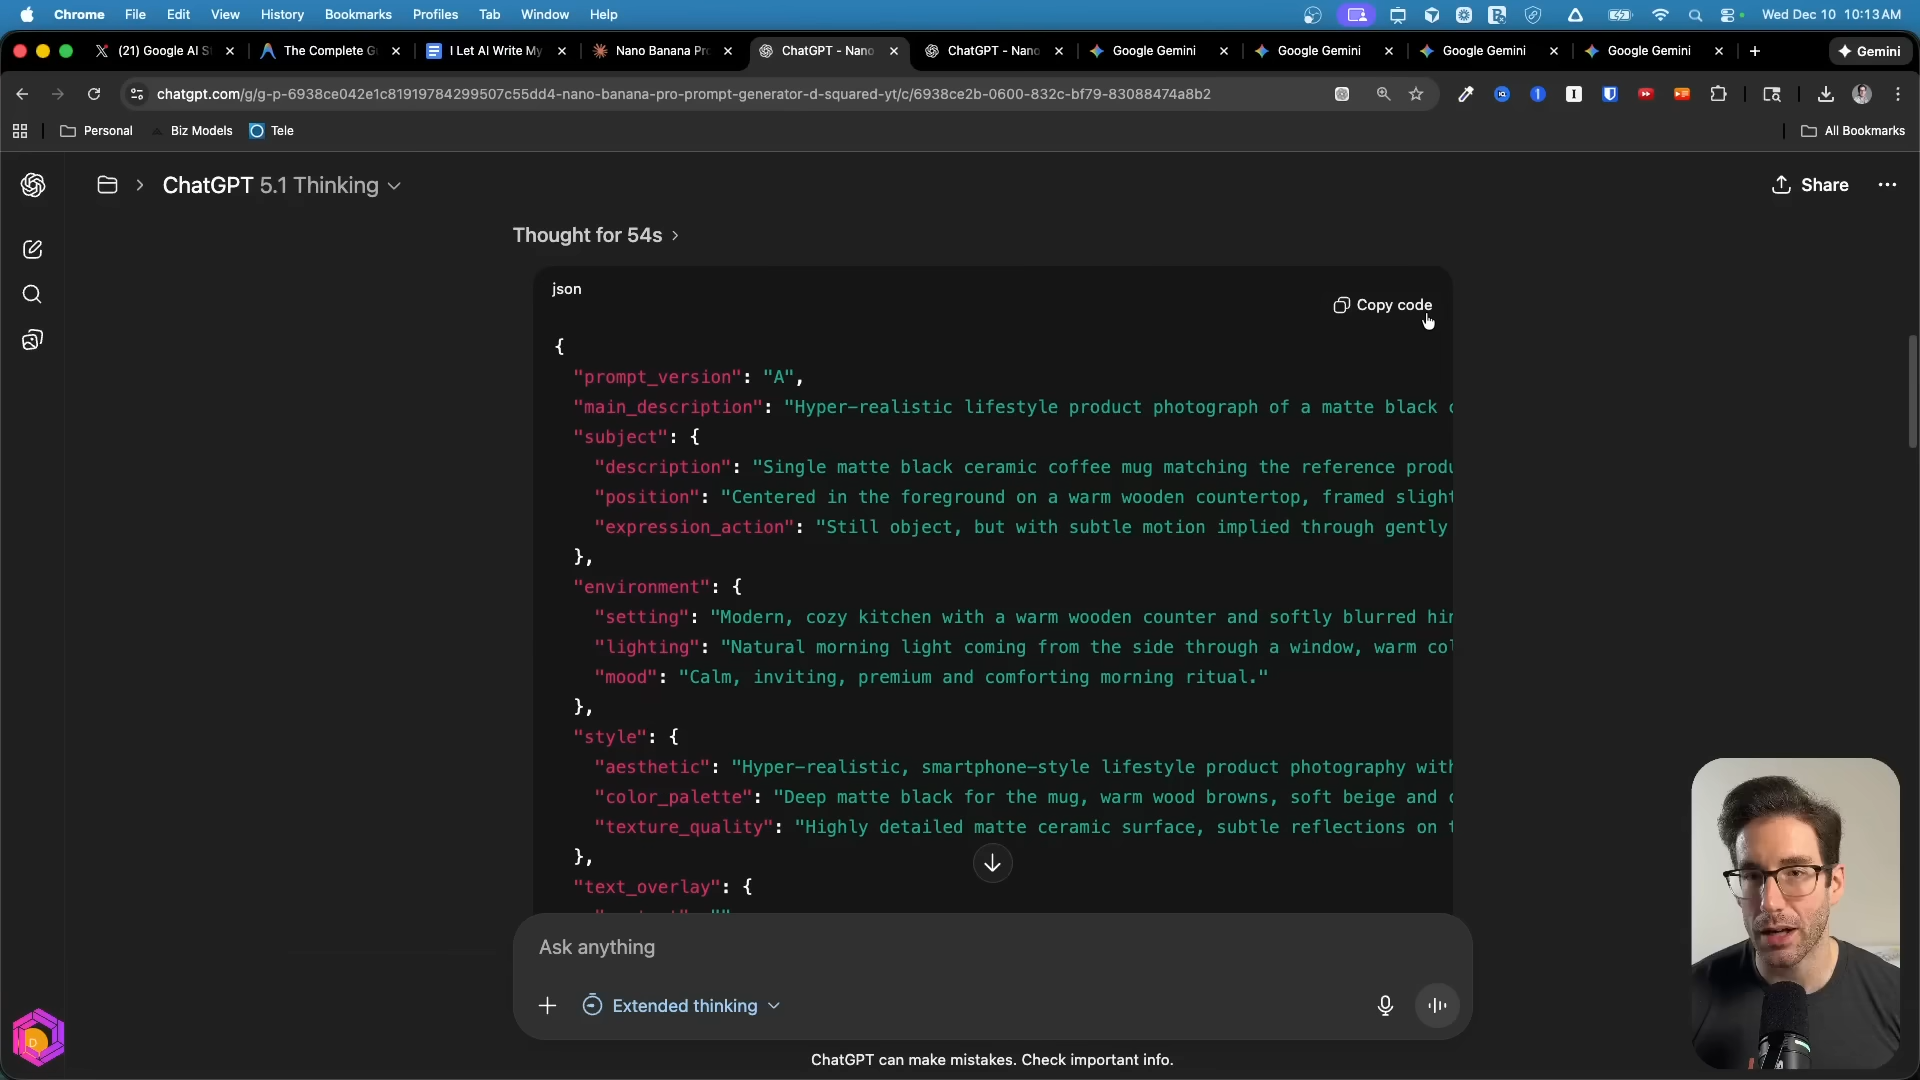 Chrome File Edit View History Bookmarks Profiles Tab Window Help Wed Dec 10 10:13 AM
(21) Google AI S The Complete G I Let AI Write My Nano Banana Pr ChatGPT - Nano ChatGPT - Nano Google Gemini Google Gemini Google Gemini Google Gemini Gemini
chatgpt.com/g/g-p-6938ce042e1c81919784299507c55dd4-nano-banana-pro-prompt-generator-d-squared-yt/c/6938ce2b-0600-832c-bf79-83088474a8b2
Personal Biz Models Tele All Bookmarks
ChatGPT 5.1 Thinking Share
Thought for 54s
json
Copy code
{
"prompt_version": "A",
"main_description": "Hyper-realistic lifestyle product photograph of a matte black
"subject": {
"description": "Single matte black ceramic coffee mug matching the reference produ
"position": "Centered in the foreground on a warm wooden countertop, framed slight
"expression_action": "Still object, but with subtle motion implied through gently
},
"environment": {
"setting": "Modern, cozy kitchen with a warm wooden counter and softly blurred hin
"lighting": "Natural morning light coming from the side through a window, warm col
"mood": "Calm, inviting, premium and comforting morning ritual."
},
"style": {
"aesthetic": "Hyper-realistic, smartphone-style lifestyle product photography with
"color_palette": "Deep matte black for the mug, warm wood browns, soft beige and
"texture_quality": "Highly detailed matte ceramic surface, subtle reflections on
},
"text_overlay": {
Ask anything
Extended thinking
D
ChatGPT can make mistakes. Check important info.